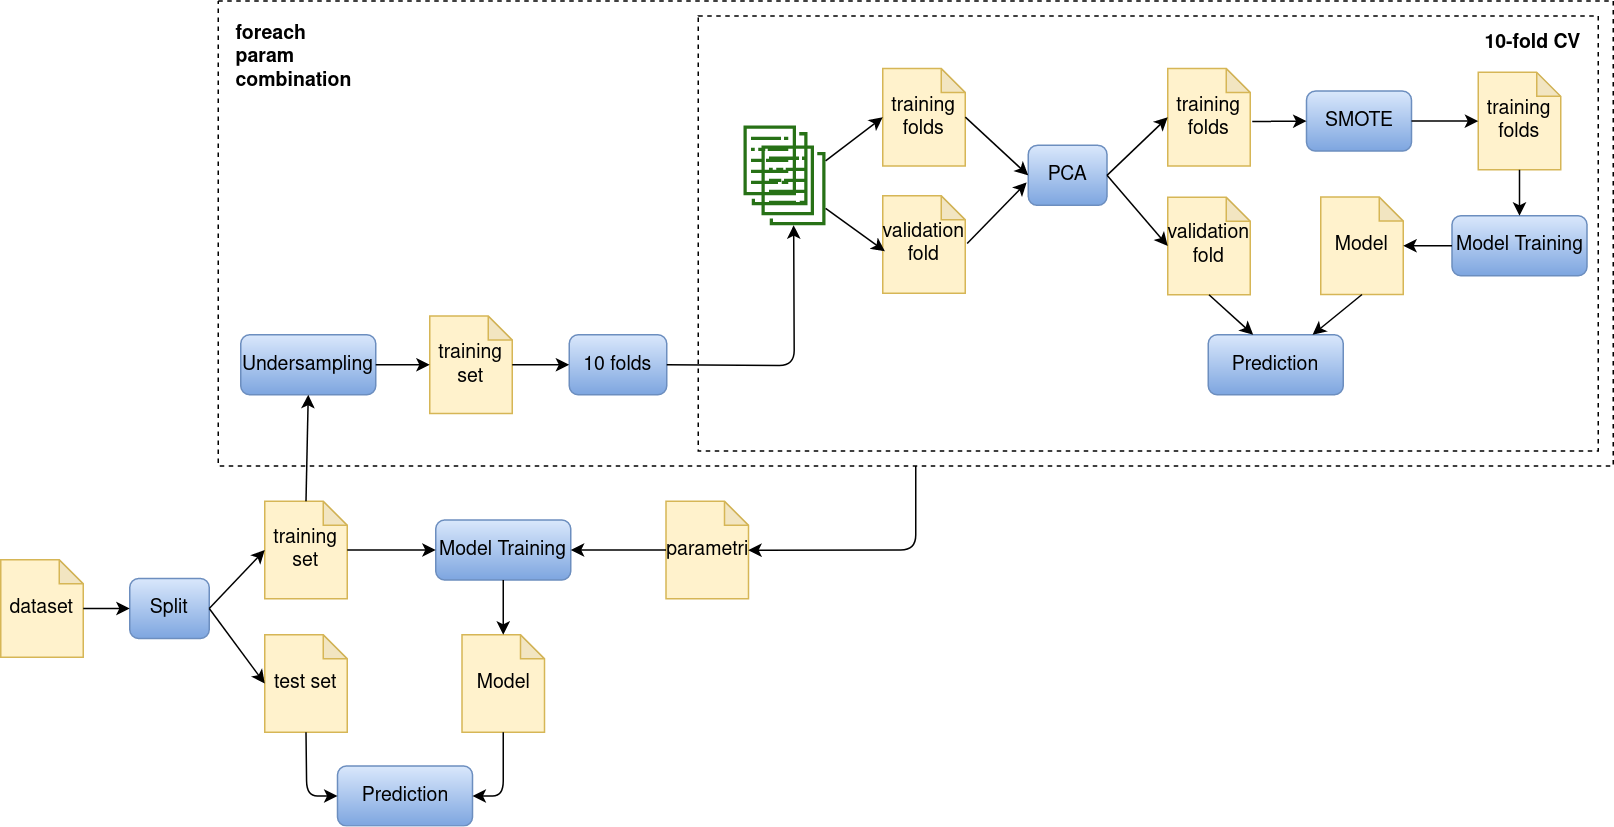 foreach
param
combination
10-fold CV
training
folds
training
folds
SMOTE
training
folds
PCA
validation
fold
validation
fold
Model
Model Training
Undersampling
training
set
10 folds
Prediction
training
set
Model Training
parametri
dataset
Split
test set
Model
Prediction